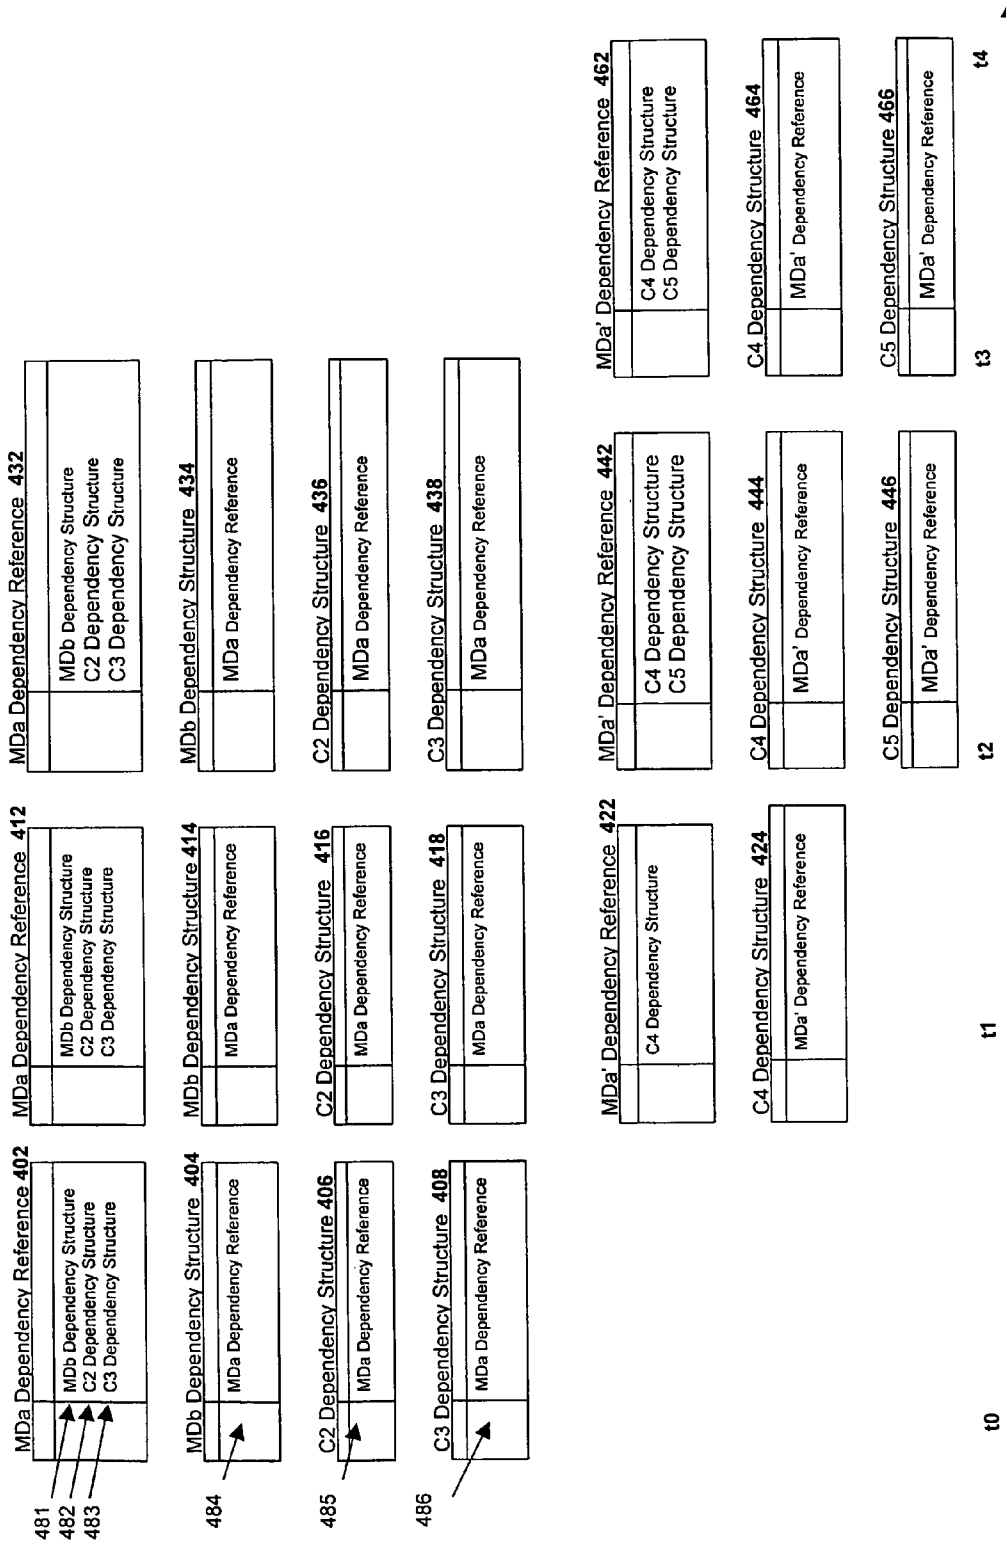 MDa Dependency Reference 402
MDb Dependency Structure
C2 Dependency Structure
C3 Dependency Structure
481
482
483
MDb Dependency Structure 404
MDa Dependency Reference
484
C2 Dependency Structure 406
MDa Dependency Reference
485
C3 Dependency Structure 408
MDa Dependency Reference
486
t0
MDa Dependency Reference 412
MDb Dependency Structure
C2 Dependency Structure
C3 Dependency Structure
MDb Dependency Structure 414
MDa Dependency Reference
C2 Dependency Structure 416
MDa Dependency Reference
C3 Dependency Structure 418
MDa Dependency Reference
MDa' Dependency Reference 422
C4 Dependency Structure
C4 Dependency Structure 424
MDa' Dependency Reference
t1
MDa Dependency Reference 432
MDb Dependency Structure
C2 Dependency Structure
C3 Dependency Structure
MDb Dependency Structure 434
MDa Dependency Reference
C2 Dependency Structure 436
MDa Dependency Reference
C3 Dependency Structure 438
MDa Dependency Reference
MDa' Dependency Reference 442
C4 Dependency Structure
C5 Dependency Structure
C4 Dependency Structure 444
MDa' Dependency Reference
C5 Dependency Structure 446
MDa' Dependency Reference
t2
MDa' Dependency Reference 462
C4 Dependency Structure
C5 Dependency Structure
C4 Dependency Structure 464
MDa' Dependency Reference
C5 Dependency Structure 466
MDa' Dependency Reference
t3
t4